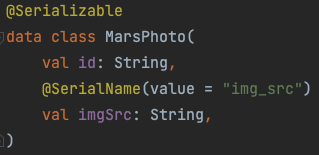 @Serializable
data class MarsPhoto(
    val id: String,
    @SerialName(value = "img_src")
    val imgSrc: String,
)